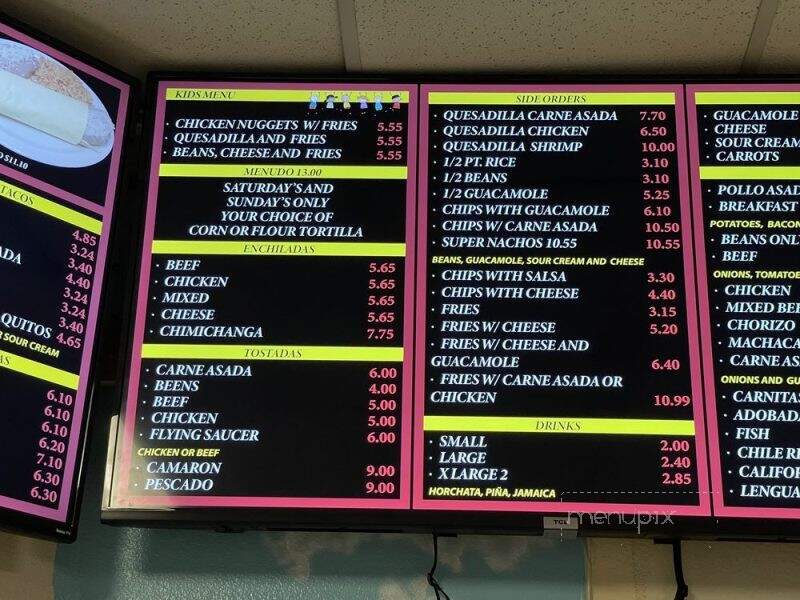 O $11.10
TACOS
4.85
3.24
ADA 3.40
4.40
3.24
3.24
3.40
QUITOS 4.65
SOUR CREAM
AS
6.10
6.10
6.10
6.20
7.10
6.30
6.30
KIDS MENU
· CHICKEN NUGGETS W/ FRIES 5.55
· QUESADILLA AND FRIES 5.55
· BEANS, CHEESE AND FRIES 5.55
MENUDO 13.00
SATURDAY'S AND
SUNDAY'S ONLY
YOUR CHOICE OF
CORN OR FLOUR TORTILLA
ENCHILADAS
· BEEF 5.65
· CHICKEN 5.65
· MIXED 5.65
· CHEESE 5.65
· CHIMICHANGA 7.75
TOSTADAS
· CARNE ASADA 6.00
· BEENS 4.00
· BEEF 5.00
· CHICKEN 5.00
· FLYING SAUCER 6.00
CHICKEN OR BEEF
· CAMARON 9.00
· PESCADO 9.00
SIDE ORDERS
· QUESADILLA CARNE ASADA 7.70
· QUESADILLA CHICKEN 6.50
· QUESADILLA SHRIMP 10.00
· 1/2 PT. RICE 3.10
· 1/2 BEANS 3.10
· 1/2 GUACAMOLE 5.25
· CHIPS WITH GUACAMOLE 6.10
· CHIPS W/ CARNE ASADA 10.50
· SUPER NACHOS 10.55 10.55
BEANS, GUACAMOLE, SOUR CREAM AND CHEESE
· CHIPS WITH SALSA 3.30
· CHIPS WITH CHEESE 4.40
· FRIES 3.15
· FRIES W/ CHEESE 5.20
· FRIES W/ CHEESE AND
GUACAMOLE 6.40
· FRIES W/ CARNE ASADA OR
CHICKEN 10.99
DRINKS
· SMALL 2.00
· LARGE 2.40
· X LARGE 2 2.85
HORCHATA, PIÑA, JAMAICA
· GUACAMOLE
· CHEESE
· SOUR CREAM
· CARROTS
· POLLO ASAD
· BREAKFAST
POTATOES, BACON
· BEANS ONL
· BEEF
ONIONS, TOMATOE
· CHICKEN
· MIXED BEE
· CHORIZO
· MACHACA
· CARNE AS
ONIONS AND GU
· CARNITAS
· ADOBADA
· FISH
· CHILE RE
· CALIFOR
· LENGUA
TCL
menupix